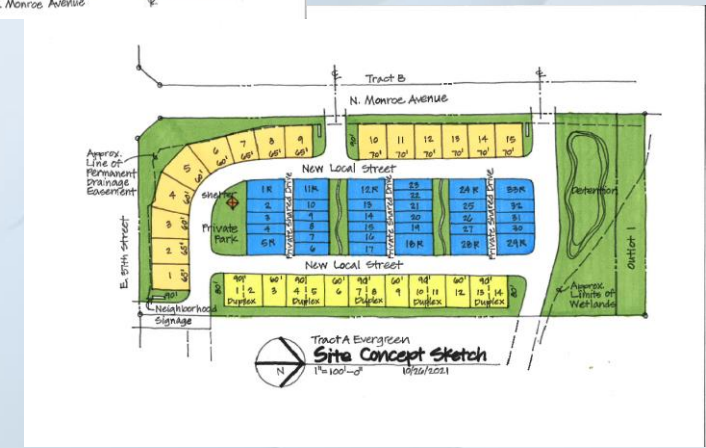 . Monroe Avenue
Tract B
N. Monroe Avenue
Approx.
Line of
Permanent
Drainage
Easement
E. 37th Street
1 2 3 4 5 6 7 8 9
65' 60' 60' 60' 60' 65' 65' 65'
90'
90'
10 11 12 13 14 15
70' 70' 70' 70' 70' 70'
New Local Street
Shelter
Private
Park
1R 2 3 4 5R
Private Shared Drive
11R 10 9 8 7 6
12R 13 14 15 16 17
Private Shared Drive
23 22 21 20 19 18R
24R 25 26 27 28R
Private Shared Drive
33R 32 31 30 29R
New Local Street
80' 90' 60' 90' 60' 90' 60' 90' 60' 90' 80'
1 2 3 4 5 6 7 8 9 10 11 12 13 14
Duplex Duplex Duplex Duplex Duplex
Detention
Outlot 1
Approx.
Limits of
Wetlands
Neighborhood
Signage
Tract A Evergreen
Site Concept Sketch
1"=100'-0" 10/26/2021
N